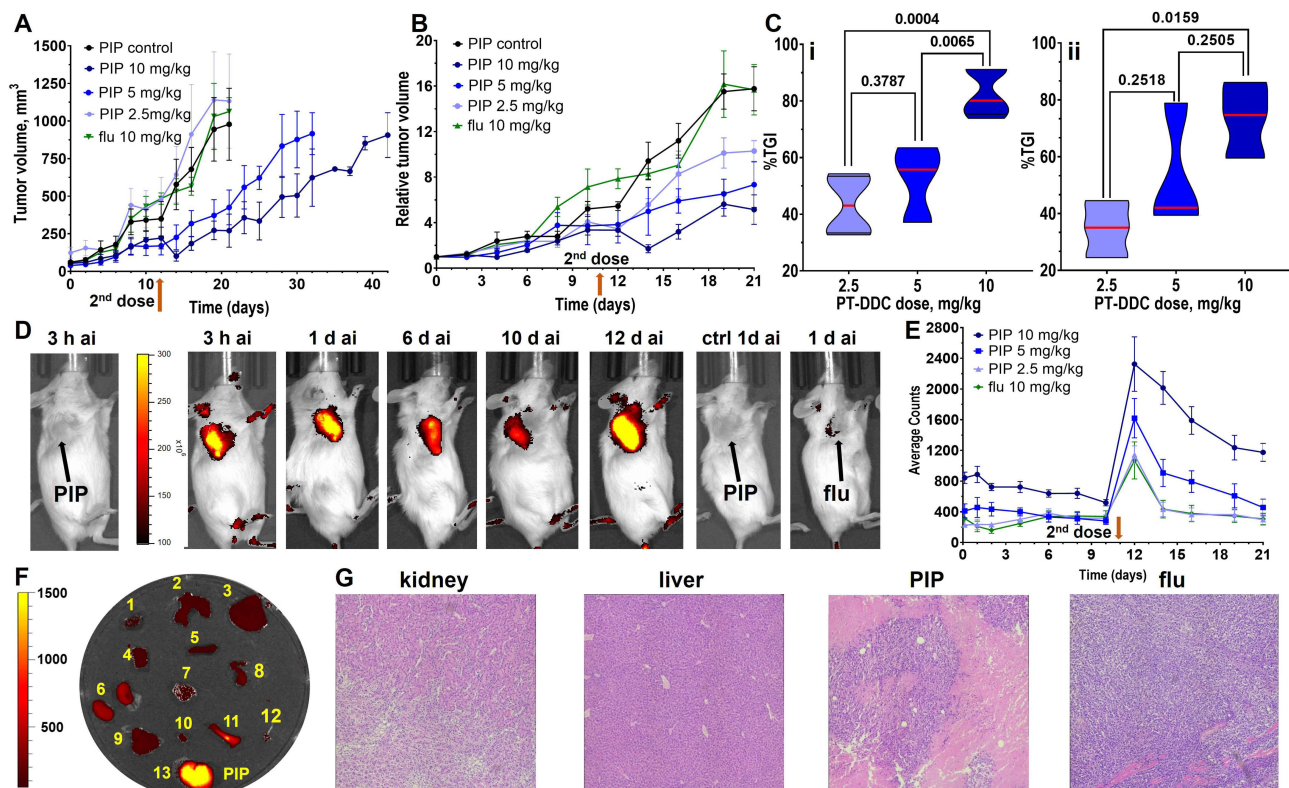 A
Tumor volume, mm³
1500
1250
1000
750
500
250
0
PIP control
PIP 10 mg/kg
PIP 5 mg/kg
PIP 2.5mg/kg
flu 10 mg/kg
0 10 20 30 40
2nd dose
Time (days)
B
Relative tumor volume
20
16
12
8
4
0
PIP control
PIP 10 mg/kg
PIP 5 mg/kg
PIP 2.5 mg/kg
flu 10 mg/kg
2nd dose
0 3 6 9 12 15 18 21
Time (days)
C
i
0.0004
0.0065
0.3787
%TGI
100
80
60
40
20
2.5 5 10
PT-DDC dose, mg/kg
ii
0.0159
0.2505
0.2518
%TGI
100
80
60
40
20
2.5 5 10
PT-DDC dose, mg/kg
D
3 h ai
3 h ai
1 d ai
6 d ai
10 d ai
12 d ai
ctrl 1d ai
1 d ai
300
250
200
150
100
x10⁻⁶
PIP
PIP
flu
E
Average Counts
2800
2400
2000
1600
1200
800
400
0
PIP 10 mg/kg
PIP 5 mg/kg
PIP 2.5 mg/kg
flu 10 mg/kg
2nd dose
0 3 6 9 12 15 18 21
Time (days)
F
1500
1000
500
1
2
3
4
5
6
7
8
9
10
11
12
13
PIP
G
kidney
liver
PIP
flu